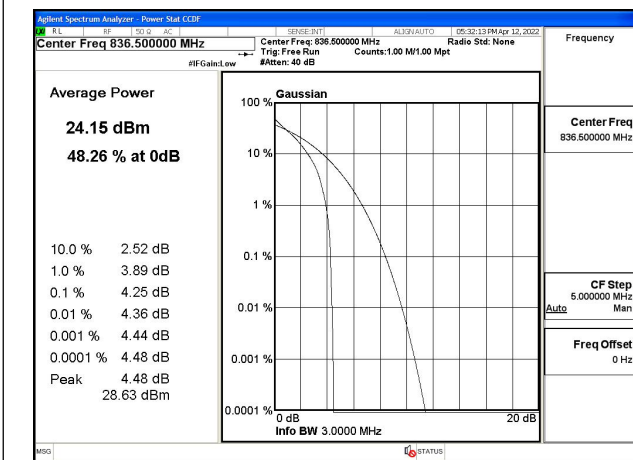 Agilent Spectrum Analyzer - Power Stat CCDF
RL RF 50 Ω AC SENSE:INT ALIGNAUTO 05:32:13 PM Apr 12, 2022
Center Freq 836.500000 MHz
Center Freq: 836.500000 MHz Radio Std: None
Trig: Free Run Counts:1.00 M/1.00 Mpt
#IFGain:Low #Atten: 40 dB
Frequency
Average Power
24.15 dBm
48.26 % at 0dB
10.0 % 2.52 dB
1.0 % 3.89 dB
0.1 % 4.25 dB
0.01 % 4.36 dB
0.001 % 4.44 dB
0.0001 % 4.48 dB
Peak 4.48 dB
28.63 dBm
Gaussian
100 %
10 %
1 %
0.1 %
0.01 %
0.001 %
0.0001 %
0 dB 20 dB
Info BW 3.0000 MHz
Center Freq
836.500000 MHz
CF Step
5.000000 MHz
Auto Man
Freq Offset
0 Hz
MSG STATUS